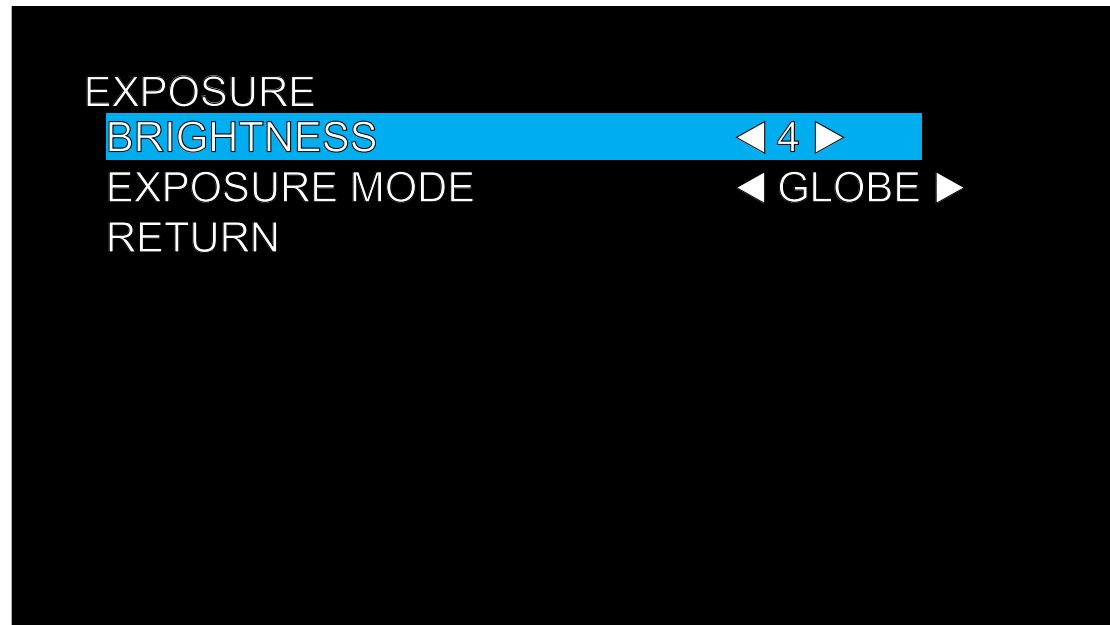 EXPOSURE
BRIGHTNESS ◀ 4 ▶
EXPOSURE MODE ◀ GLOBE ▶
RETURN